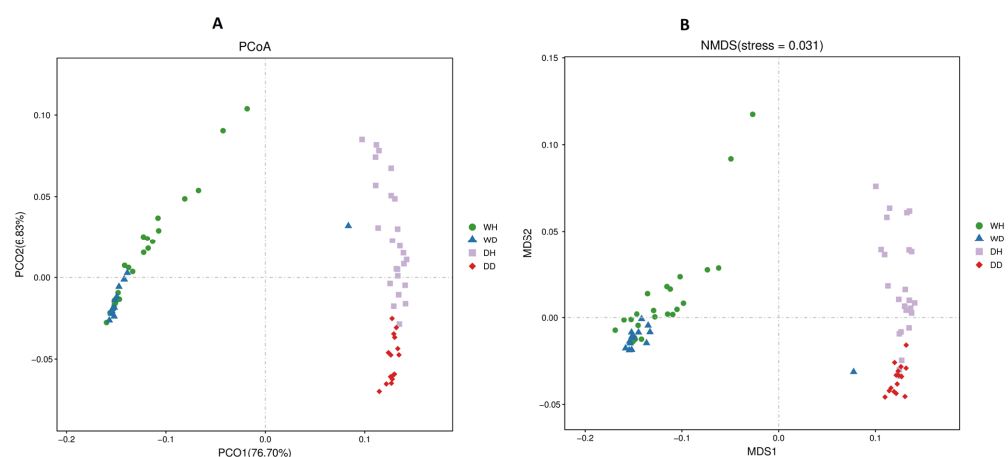 A
PCoA
0.10
0.05
0.00
−0.05
−0.2
−0.1
0.0
0.1
PCO2(6.83%)
PCO1(76.70%)
WH
WD
DH
DD
B
NMDS(stress = 0.031)
0.15
0.10
0.05
0.00
−0.05
−0.2
−0.1
0.0
0.1
MDS2
MDS1
WH
WD
DH
DD